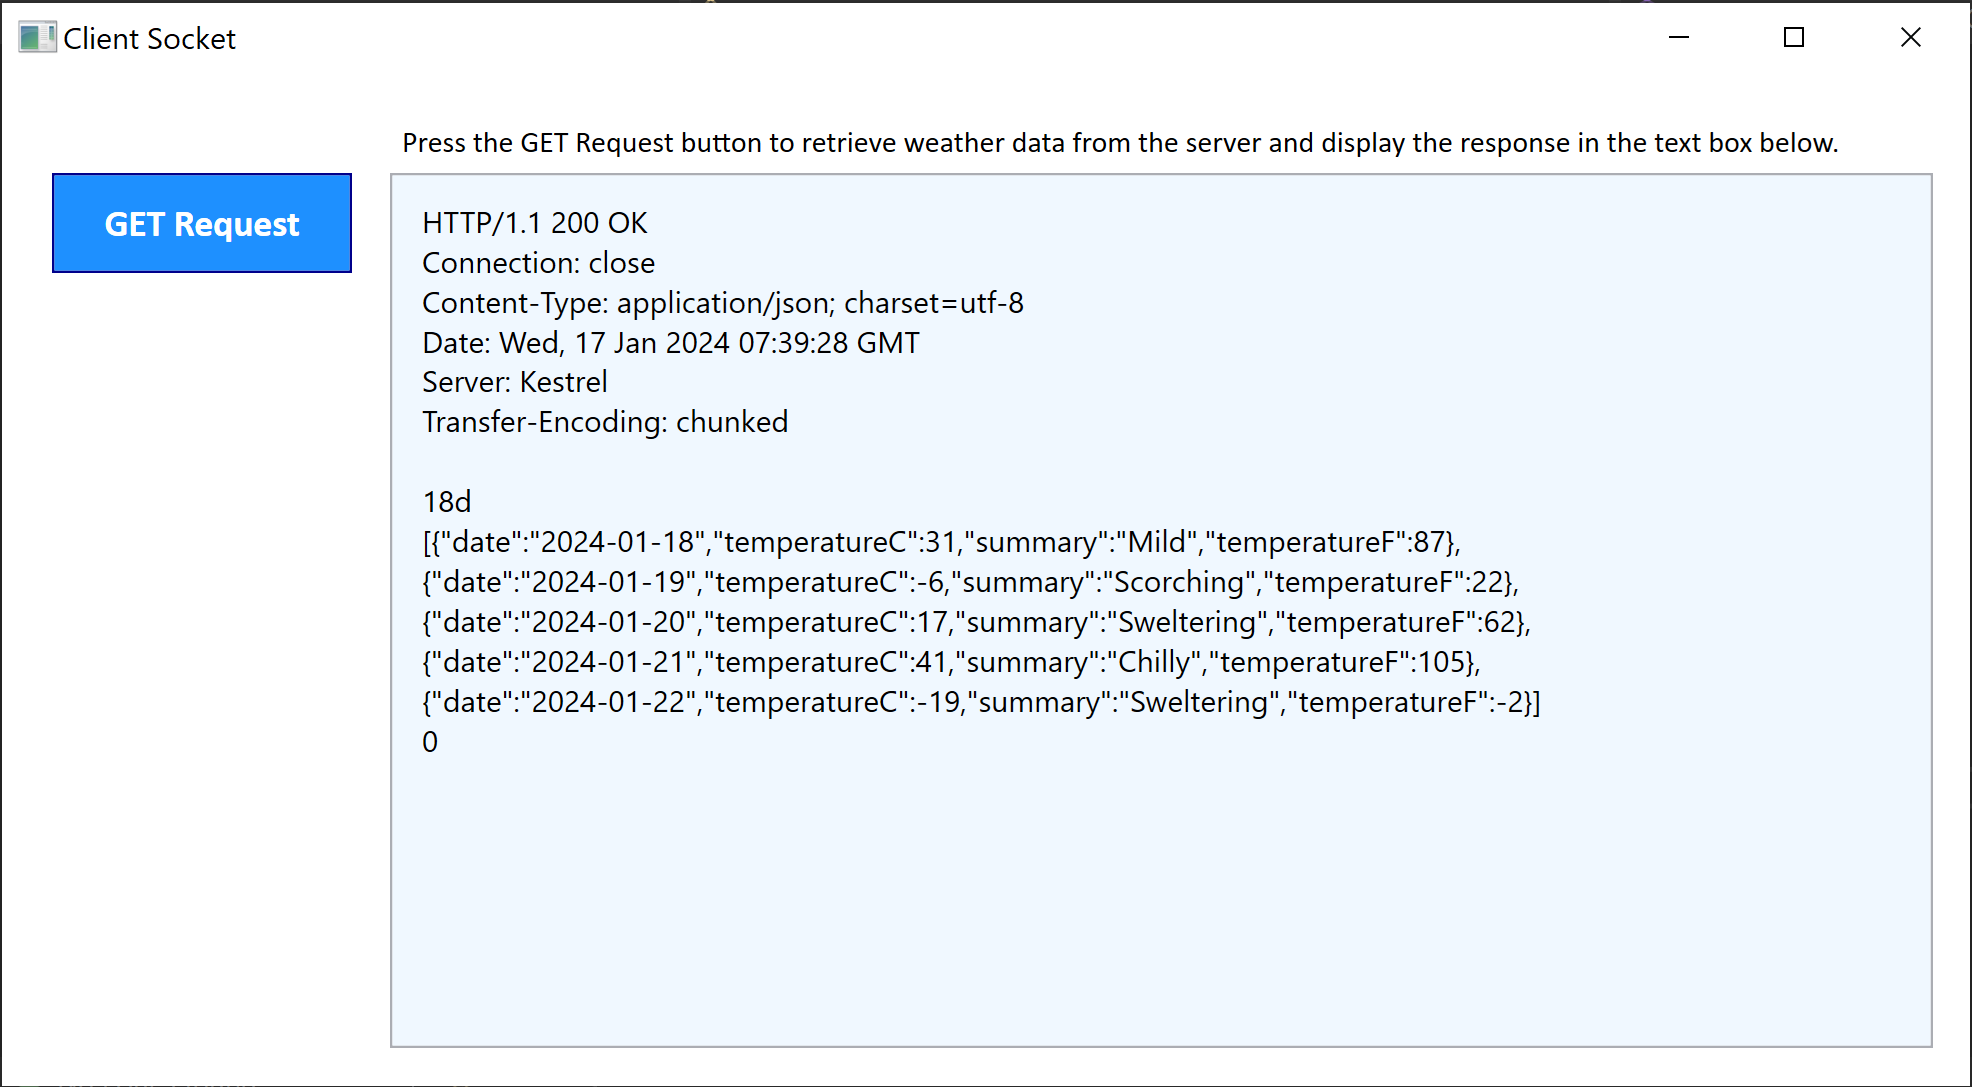 Client Socket
Press the GET Request button to retrieve weather data from the server and display the response in the text box below.
GET Request
HTTP/1.1 200 OK
Connection: close
Content-Type: application/json; charset=utf-8
Date: Wed, 17 Jan 2024 07:39:28 GMT
Server: Kestrel
Transfer-Encoding: chunked
18d
[{"date":"2024-01-18","temperatureC":31,"summary":"Mild","temperatureF":87},
{"date":"2024-01-19","temperatureC":-6,"summary":"Scorching","temperatureF":22},
{"date":"2024-01-20","temperatureC":17,"summary":"Sweltering","temperatureF":62},
{"date":"2024-01-21","temperatureC":41,"summary":"Chilly","temperatureF":105},
{"date":"2024-01-22","temperatureC":-19,"summary":"Sweltering","temperatureF":-2}]
0